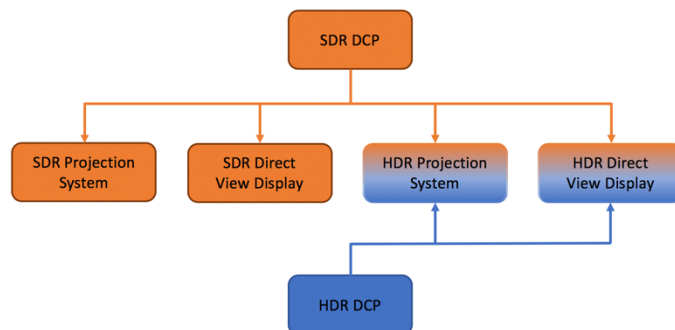 SDR DCP
SDR Projection
System
SDR Direct
View Display
HDR Projection
System
HDR Direct
View Display
HDR DCP